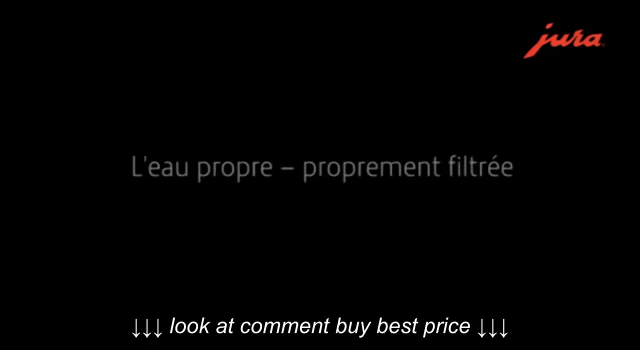 jura
L'eau propre – proprement filtrée
↓↓↓ look at comment buy best price ↓↓↓